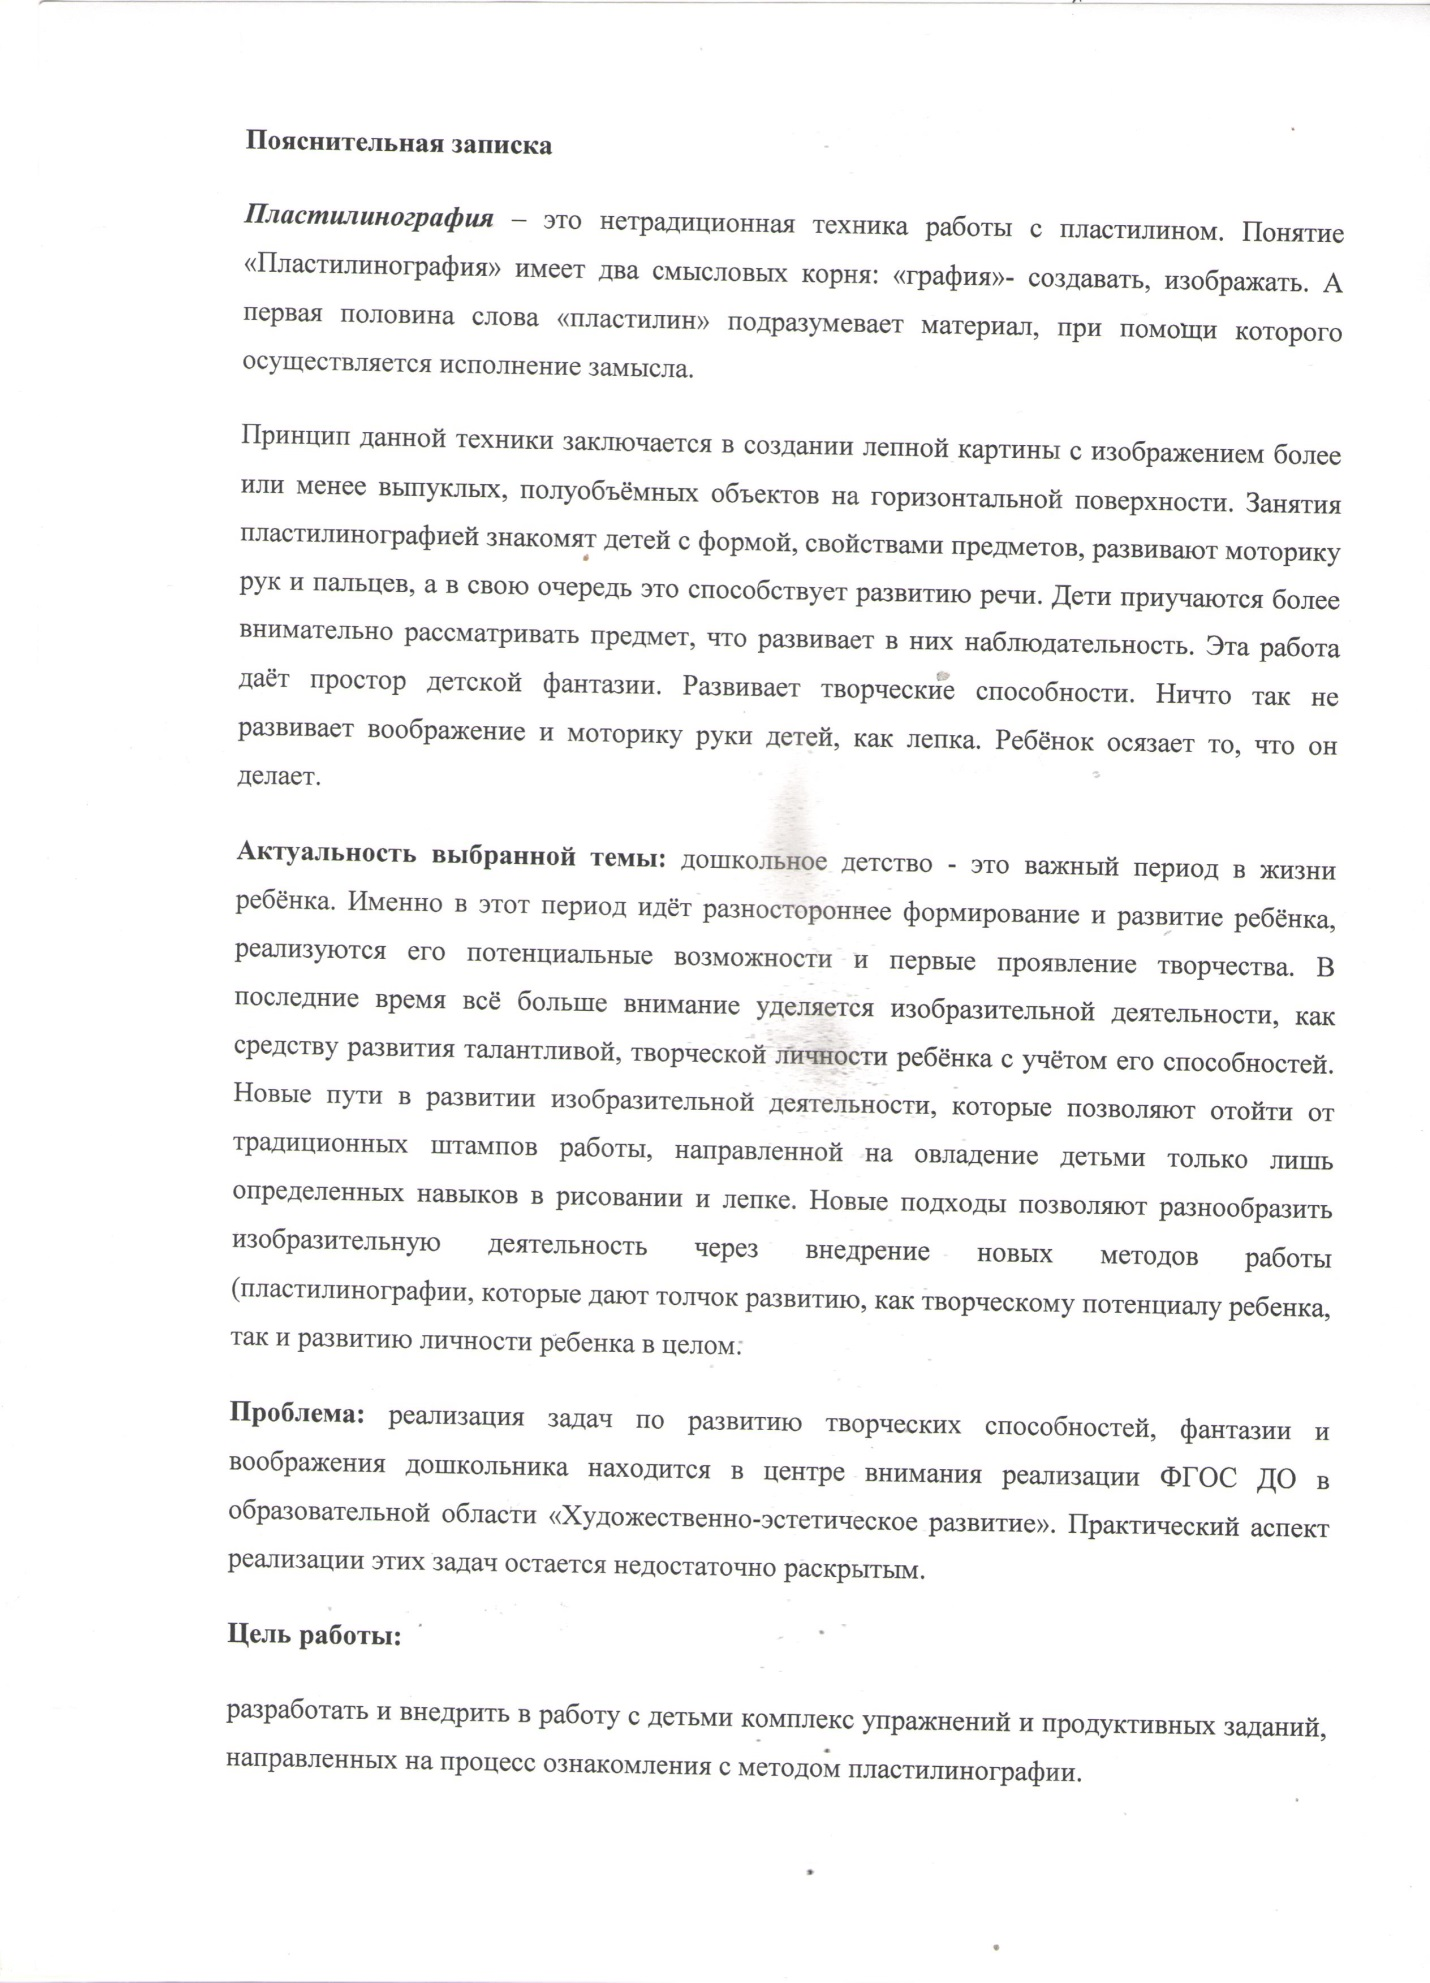 Пояснительная записка
Пластилинография – это нетрадиционная техника работы с пластилином. Понятие
«Пластилинография» имеет два смысловых корня: «графия»- создавать, изображать. А
первая половина слова «пластилин» подразумевает материал, при помощи которого
осуществляется исполнение замысла.
Принцип данной техники заключается в создании лепной картины с изображением более
или менее выпуклых, полуобъёмных объектов на горизонтальной поверхности. Занятия
пластилинографией знакомят детей с формой, свойствами предметов, развивают моторику
рук и пальцев, а в свою очередь это способствует развитию речи. Дети приучаются более
внимательно рассматривать предмет, что развивает в них наблюдательность. Эта работа
даёт простор детской фантазии. Развивает творческие способности. Ничто так не
развивает воображение и моторику руки детей, как лепка. Ребёнок осязает то, что он
делает.
Актуальность выбранной темы: дошкольное детство - это важный период в жизни
ребёнка. Именно в этот период идёт разностороннее формирование и развитие ребёнка,
реализуются его потенциальные возможности и первые проявление творчества. В
последние время всё больше внимание уделяется изобразительной деятельности, как
средству развития талантливой, творческой личности ребёнка с учётом его способностей.
Новые пути в развитии изобразительной деятельности, которые позволяют отойти от
традиционных штампов работы, направленной на овладение детьми только лишь
определенных навыков в рисовании и лепке. Новые подходы позволяют разнообразить
изобразительную деятельность через внедрение новых методов работы
(пластилинографии, которые дают толчок развитию, как творческому потенциалу ребенка,
так и развитию личности ребенка в целом.
Проблема: реализация задач по развитию творческих способностей, фантазии и
воображения дошкольника находится в центре внимания реализации ФГОС ДО в
образовательной области «Художественно-эстетическое развитие». Практический аспект
реализации этих задач остается недостаточно раскрытым.
Цель работы:
разработать и внедрить в работу с детьми комплекс упражнений и продуктивных заданий,
направленных на процесс ознакомления с методом пластилинографии.